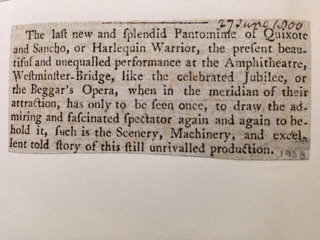 27 June 1800
The laſt new and ſplendid Pantomime of Quixote
and Sancho, or Harlequin Warrior, the preſent beau-
tiful and unequalled performance at the Amphitheatre,
Weſtminſter-Bridge, like the celebrated Jubilee, or
the Beggar's Opera, when in the meridian of their
attraction, has only to be ſeen once, to draw the ad-
miring and faſcinated ſpectator again and again to be-
hold it, ſuch is the Scenery, Machinery, and excel-
lent told ſtory of this ſtill unrivalled production.